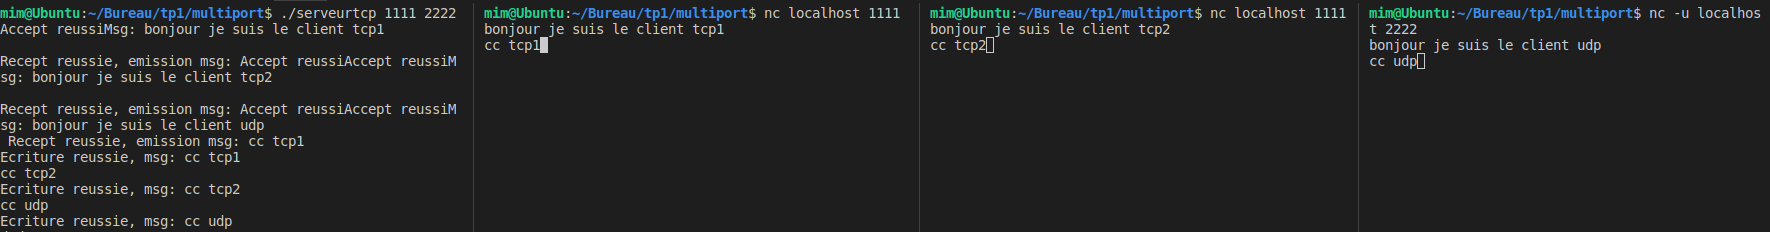 mim@Ubuntu:~/Bureau/tp1/multiport$ ./serveurtcp 1111 2222
Accept reussiMsg: bonjour je suis le client tcp1
Recept reussie, emission msg: Accept reussiAccept reussiM
sg: bonjour je suis le client tcp2
Recept reussie, emission msg: Accept reussiAccept reussiM
sg: bonjour je suis le client udp
Recept reussie, emission msg: cc tcp1
Ecriture reussie, msg: cc tcp1
cc tcp2
Ecriture reussie, msg: cc tcp2
cc udp
Ecriture reussie, msg: cc udp
mim@Ubuntu:~/Bureau/tp1/multiport$ nc localhost 1111
bonjour je suis le client tcp1
cc tcp1
mim@Ubuntu:~/Bureau/tp1/multiport$ nc localhost 1111
bonjour je suis le client tcp2
cc tcp2
mim@Ubuntu:~/Bureau/tp1/multiport$ nc -u localhos
t 2222
bonjour je suis le client udp
cc udp